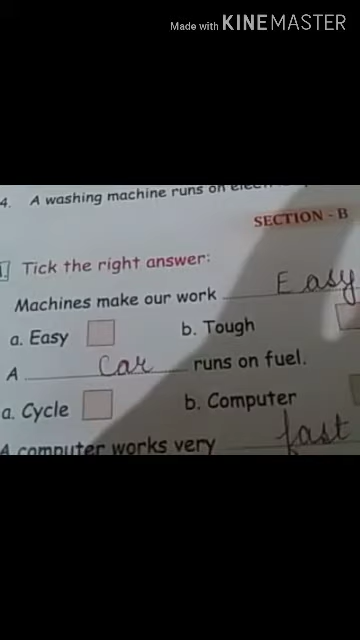 Made with KINEMASTER
4. A washing machine runs on
SECTION - B
Tick the right answer:
Machines make our work Easy
a. Easy b. Tough
A Car runs on fuel.
a. Cycle b. Computer
A computer works very fast